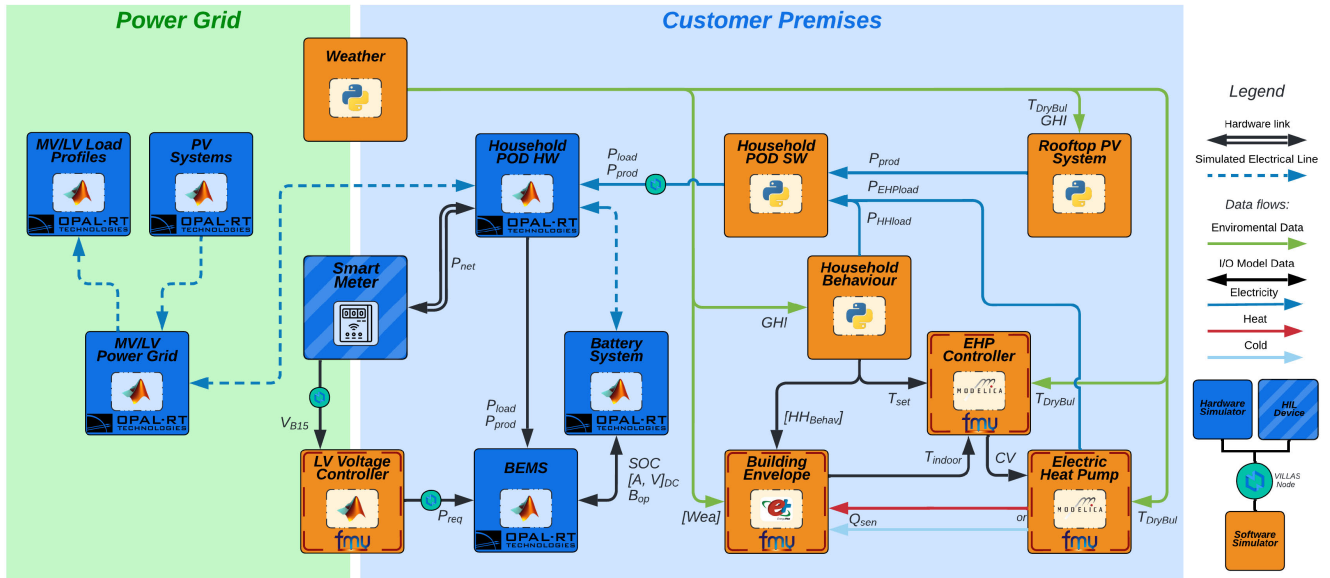 Power Grid
Customer Premises
Weather
MV/LV Load
Profiles
OPAL-RT
TECHNOLOGIES
PV
Systems
OPAL-RT
TECHNOLOGIES
Household
POD HW
OPAL-RT
TECHNOLOGIES
Pload
Pprod
Household
POD SW
Pprod
PEHPload
PHHload
TDryBul
GHI
Rooftop PV
System
Smart
Meter
Pnet
Household
Behaviour
GHI
MV/LV
Power Grid
OPAL-RT
TECHNOLOGIES
Battery
System
OPAL-RT
TECHNOLOGIES
EHP
Controller
MODELICA
fmu
Tset
TDryBul
VB15
Pload
Pprod
[HHBehav]
Tindoor
CV
LV Voltage
Controller
fmu
Preq
BEMS
OPAL-RT
TECHNOLOGIES
SOC
[A, V]DC
Bop
[Wea]
Building
Envelope
fmu
Qsen
or
Electric
Heat Pump
MODELICA
fmu
TDryBul
Legend
Hardware link
Simulated Electrical Line
Data flows:
Enviromental Data
I/O Model Data
Electricity
Heat
Cold
Hardware
Simulator
HIL
Device
VILLAS
Node
Software
Simulator